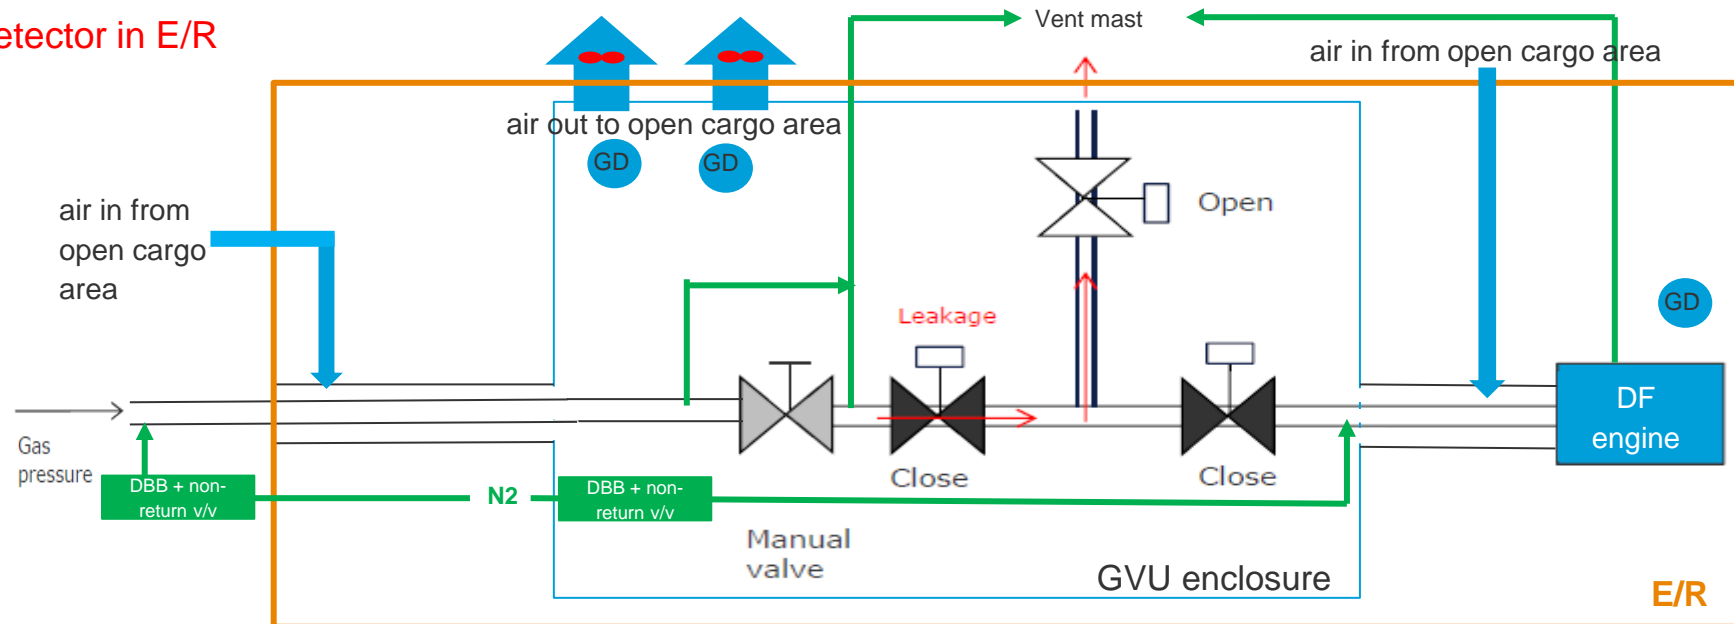 etector in E/R
Vent mast
air in from open cargo area
air out to open cargo area
GD
GD
air in from
open cargo
area
Open
GD
Leakage
Gas
pressure
DF
engine
Close
Close
DBB + non-
return v/v
N2
DBB + non-
return v/v
Manual
valve
GVU enclosure
E/R